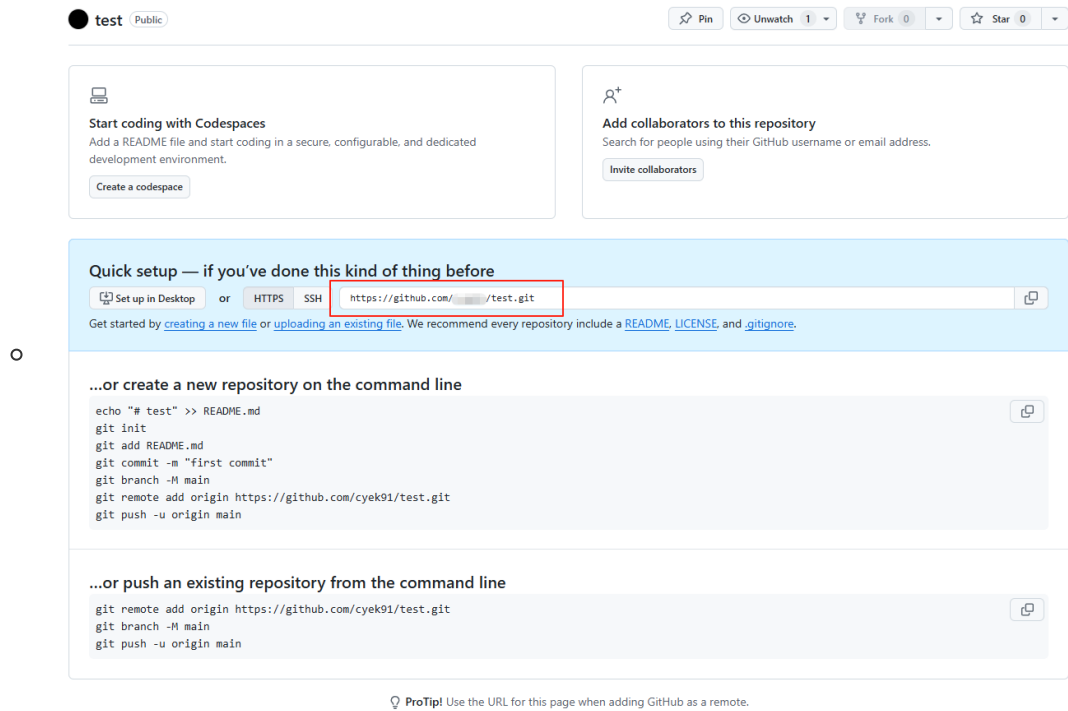 test Public
Pin Unwatch 1 Fork 0 Star 0
Start coding with Codespaces
Add a README file and start coding in a secure, configurable, and dedicated
development environment.
Create a codespace
Add collaborators to this repository
Search for people using their GitHub username or email address.
Invite collaborators
Quick setup — if you’ve done this kind of thing before
Set up in Desktop or HTTPS SSH https://github.com/ /test.git
Get started by creating a new file or uploading an existing file. We recommend every repository include a README, LICENSE, and .gitignore.
…or create a new repository on the command line
echo "# test" >> README.md
git init
git add README.md
git commit -m "first commit"
git branch -M main
git remote add origin https://github.com/cyek91/test.git
git push -u origin main
…or push an existing repository from the command line
git remote add origin https://github.com/cyek91/test.git
git branch -M main
git push -u origin main
ProTip! Use the URL for this page when adding GitHub as a remote.